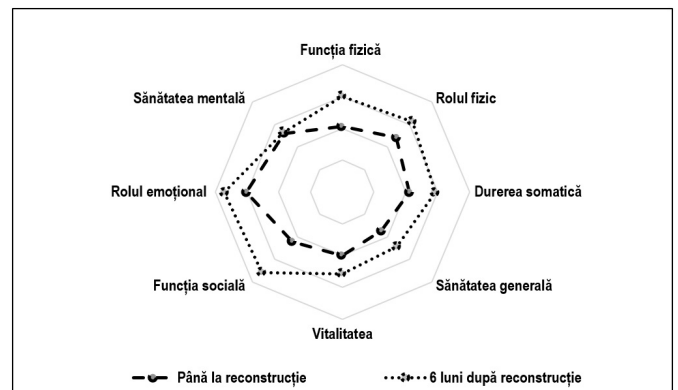 Funcția fizică
Sănătatea mentală
Rolul fizic
Rolul emoțional
Durerea somatică
Funcția socială
Sănătatea generală
Vitalitatea
Până la reconstrucție
6 luni după reconstrucție